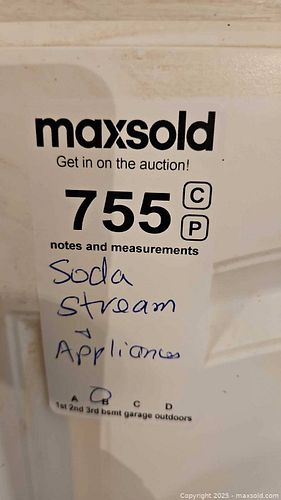 maxsold
Get in on the auction!
755 C
P
notes and measurements
Soda
Stream
+
Appliances
A B C D
1st 2nd 3rd bsmt garage outdoors
Copyright 2025 - maxsold.com